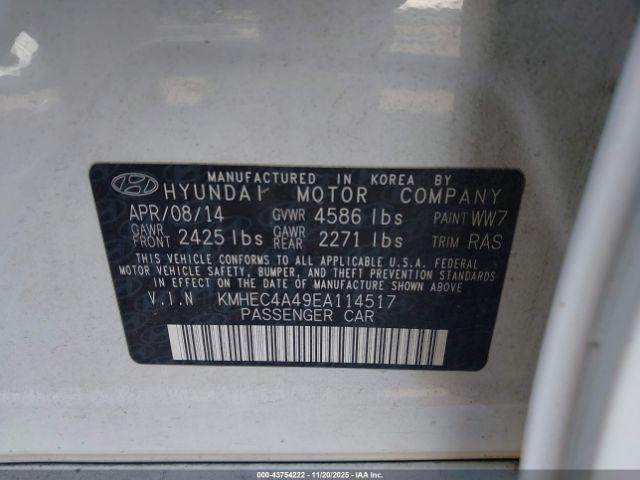 MANUFACTURED IN KOREA BY
HYUNDAI MOTOR COMPANY
APR/08/14 GVWR 4586 lbs PAINT WW7
GAWR FRONT 2425 lbs GAWR REAR 2271 lbs TRIM RAS
THIS VEHICLE CONFORMS TO ALL APPLICABLE U.S.A. FEDERAL
MOTOR VEHICLE SAFETY, BUMPER, AND THEFT PREVENTION STANDARDS
IN EFFECT ON THE DATE OF MANUFACTURE SHOWN ABOVE
V.I.N KMHEC4A49EA114517
PASSENGER CAR
000-43754222 — 11/20/2025 — IAA, Inc.